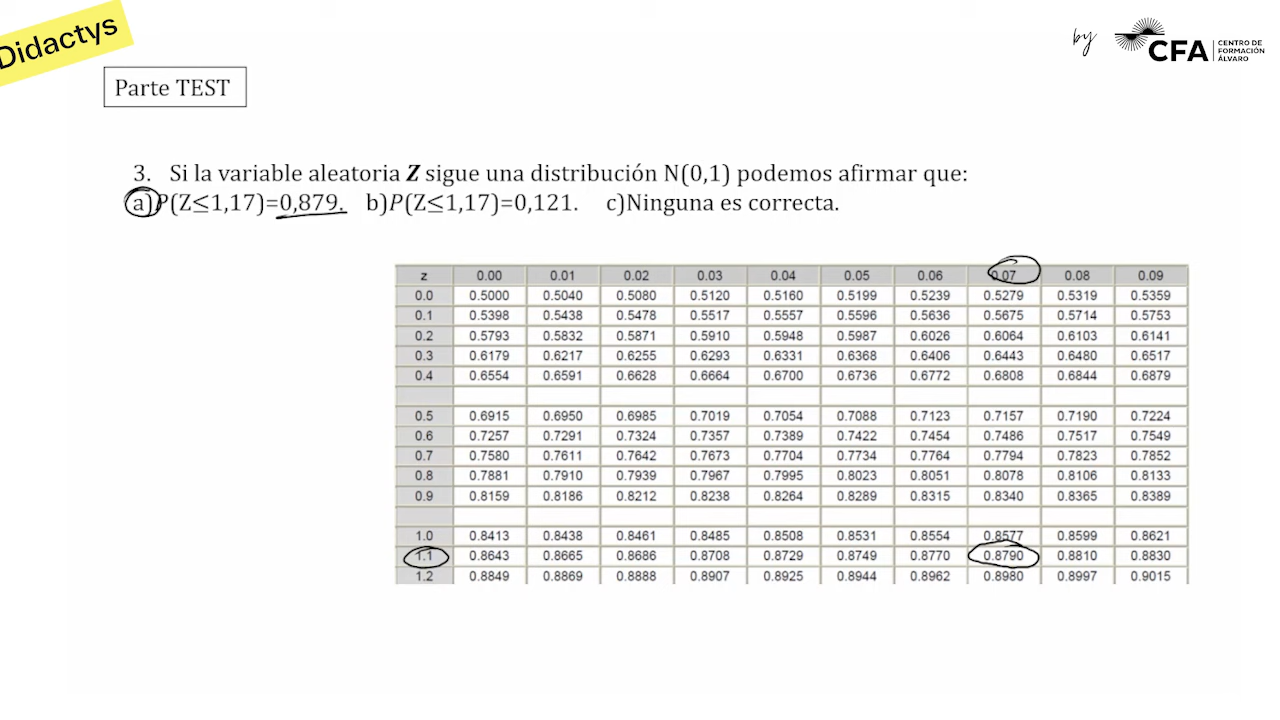 Didactys
by
CFA
CENTRO DE
FORMACIÓN
ÁLVARO
Parte TEST
3. Si la variable aleatoria Z sigue una distribución N(0,1) podemos afirmar que:
a)P(Z≤1,17)=0,879. b)P(Z≤1,17)=0,121. c)Ninguna es correcta.
z 0.00 0.01 0.02 0.03 0.04 0.05 0.06 0.07 0.08 0.09
0.0 0.5000 0.5040 0.5080 0.5120 0.5160 0.5199 0.5239 0.5279 0.5319 0.5359
0.1 0.5398 0.5438 0.5478 0.5517 0.5557 0.5596 0.5636 0.5675 0.5714 0.5753
0.2 0.5793 0.5832 0.5871 0.5910 0.5948 0.5987 0.6026 0.6064 0.6103 0.6141
0.3 0.6179 0.6217 0.6255 0.6293 0.6331 0.6368 0.6406 0.6443 0.6480 0.6517
0.4 0.6554 0.6591 0.6628 0.6664 0.6700 0.6736 0.6772 0.6808 0.6844 0.6879
0.5 0.6915 0.6950 0.6985 0.7019 0.7054 0.7088 0.7123 0.7157 0.7190 0.7224
0.6 0.7257 0.7291 0.7324 0.7357 0.7389 0.7422 0.7454 0.7486 0.7517 0.7549
0.7 0.7580 0.7611 0.7642 0.7673 0.7704 0.7734 0.7764 0.7794 0.7823 0.7852
0.8 0.7881 0.7910 0.7939 0.7967 0.7995 0.8023 0.8051 0.8078 0.8106 0.8133
0.9 0.8159 0.8186 0.8212 0.8238 0.8264 0.8289 0.8315 0.8340 0.8365 0.8389
1.0 0.8413 0.8438 0.8461 0.8485 0.8508 0.8531 0.8554 0.8577 0.8599 0.8621
1.1 0.8643 0.8665 0.8686 0.8708 0.8729 0.8749 0.8770 0.8790 0.8810 0.8830
1.2 0.8849 0.8869 0.8888 0.8907 0.8925 0.8944 0.8962 0.8980 0.8997 0.9015